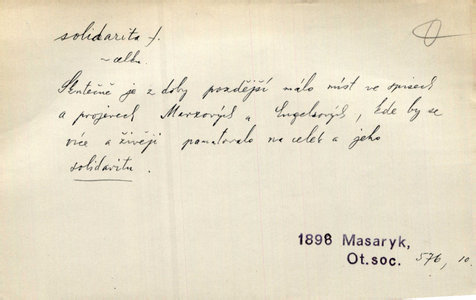 solidarita f.
~ celku
Skutečně je z doby pozdější málo míst ve spisech
a projevech Marxových a Engelsových, kde by se
více a živěji pamatovalo na celek a jeho
solidaritu.
1898 Masaryk,
Ot.soc. 576, 10.